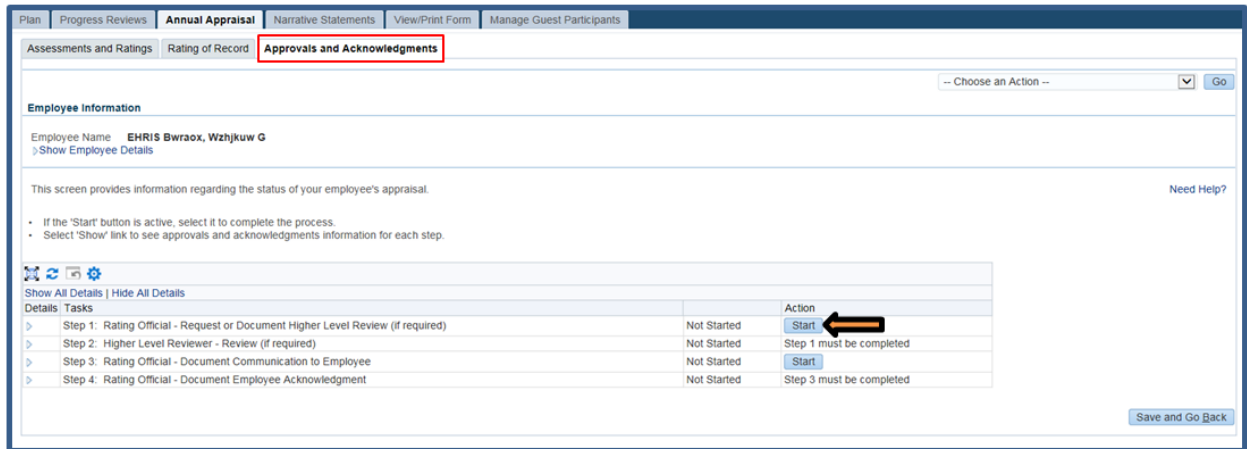 Plan Progress Reviews Annual Appraisal Narrative Statements View/Print Form Manage Guest Participants
Assessments and Ratings Rating of Record Approvals and Acknowledgments
-- Choose an Action -- Go
Employee Information
Employee Name EHRIS Bwraox, Wzhjkuw G
Show Employee Details
This screen provides information regarding the status of your employee's appraisal. Need Help?
• If the 'Start' button is active, select it to complete the process.
• Select 'Show' link to see approvals and acknowledgments information for each step.
Show All Details | Hide All Details
Details Tasks Action
Step 1: Rating Official - Request or Document Higher Level Review (if required) Not Started Start
Step 2: Higher Level Reviewer - Review (if required) Not Started Step 1 must be completed
Step 3: Rating Official - Document Communication to Employee Not Started Start
Step 4: Rating Official - Document Employee Acknowledgment Not Started Step 3 must be completed
Save and Go Back